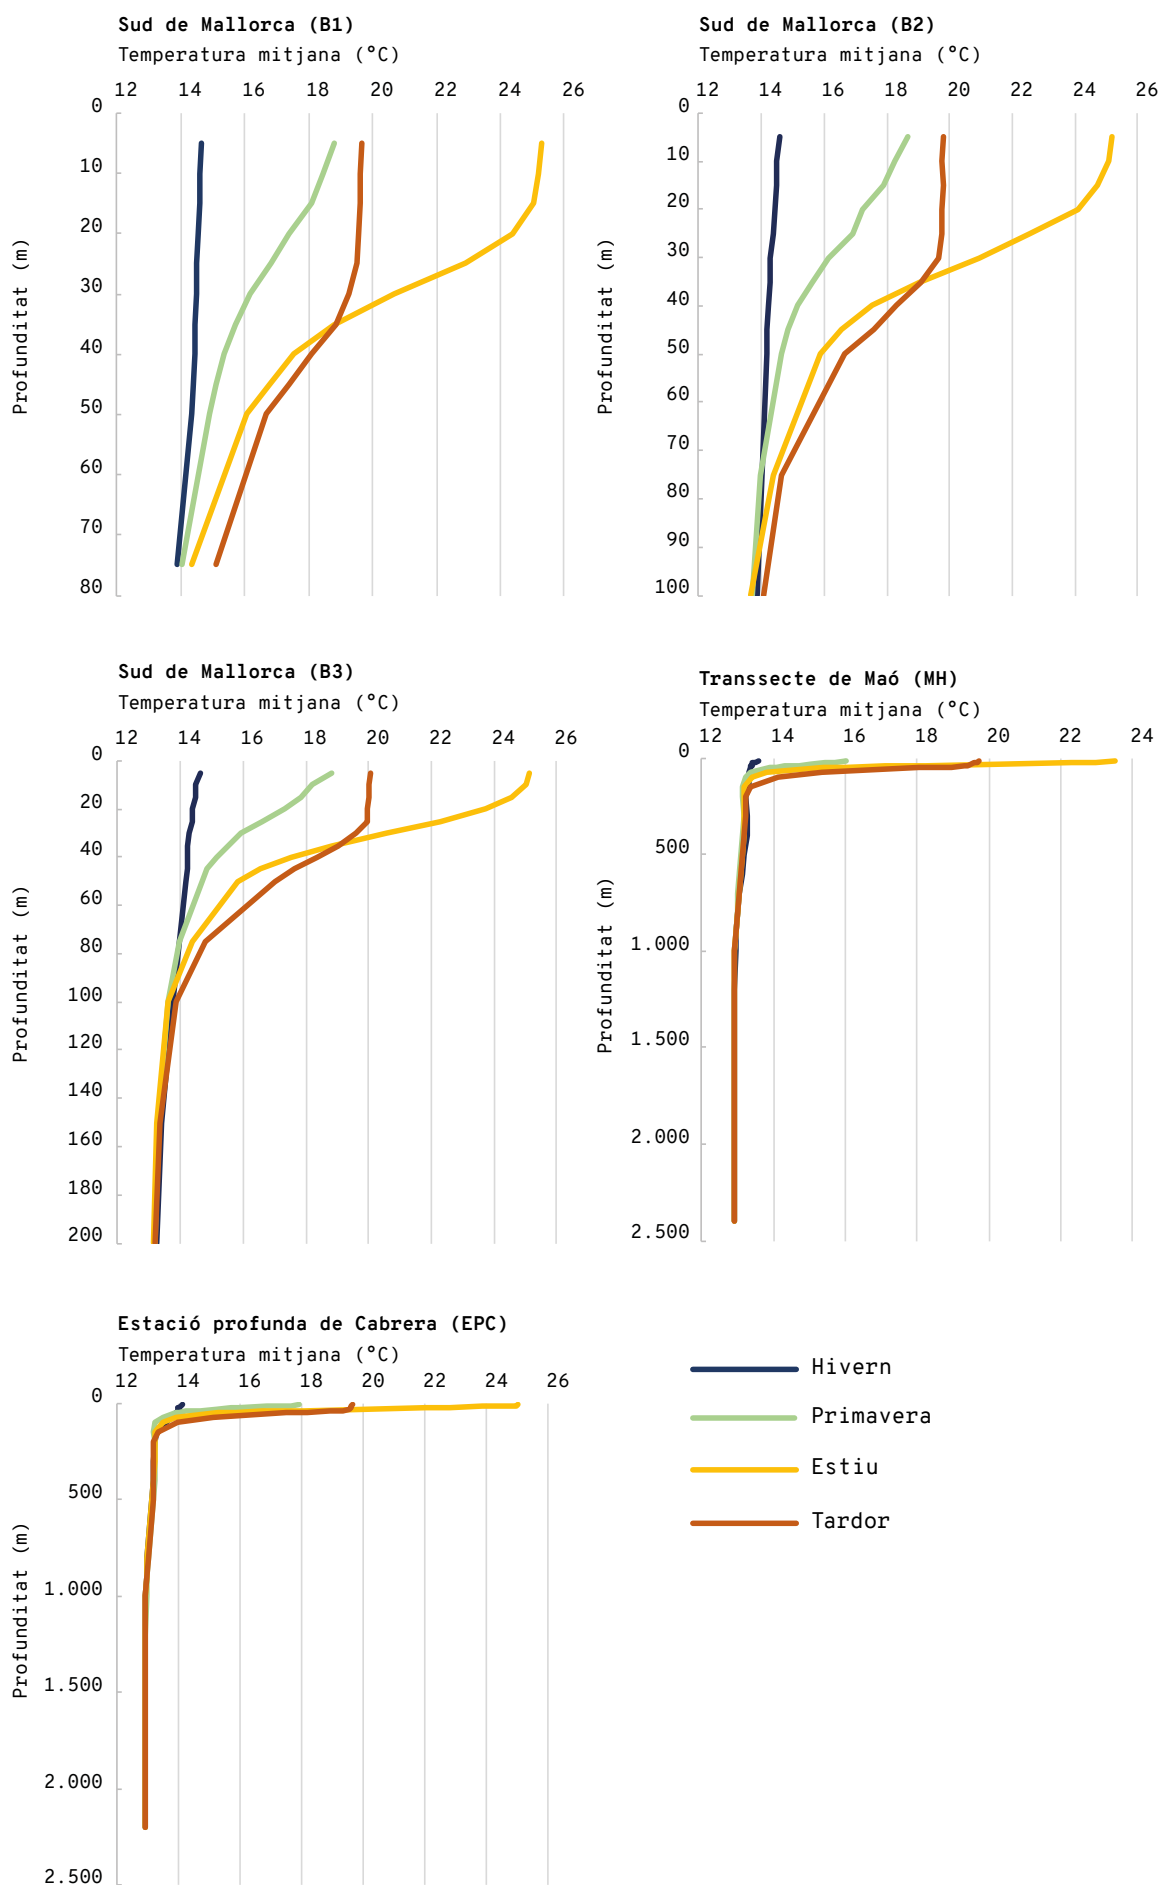 Sud de Mallorca (B1)
Temperatura mitjana (°C)
12 14 16 18 20 22 24 26
0
10
20
30
40
50
60
70
80
Profunditat (m)
Sud de Mallorca (B2)
Temperatura mitjana (°C)
12 14 16 18 20 22 24 26
0
10
20
30
40
50
60
70
80
90
100
Profunditat (m)
Sud de Mallorca (B3)
Temperatura mitjana (°C)
12 14 16 18 20 22 24 26
0
20
40
60
80
100
120
140
160
180
200
Profunditat (m)
Transsecte de Maó (MH)
Temperatura mitjana (°C)
12 14 16 18 20 22 24
0
500
1.000
1.500
2.000
2.500
Profunditat (m)
Estació profunda de Cabrera (EPC)
Temperatura mitjana (°C)
12 14 16 18 20 22 24 26
0
500
1.000
1.500
2.000
2.500
Profunditat (m)
Hivern
Primavera
Estiu
Tardor